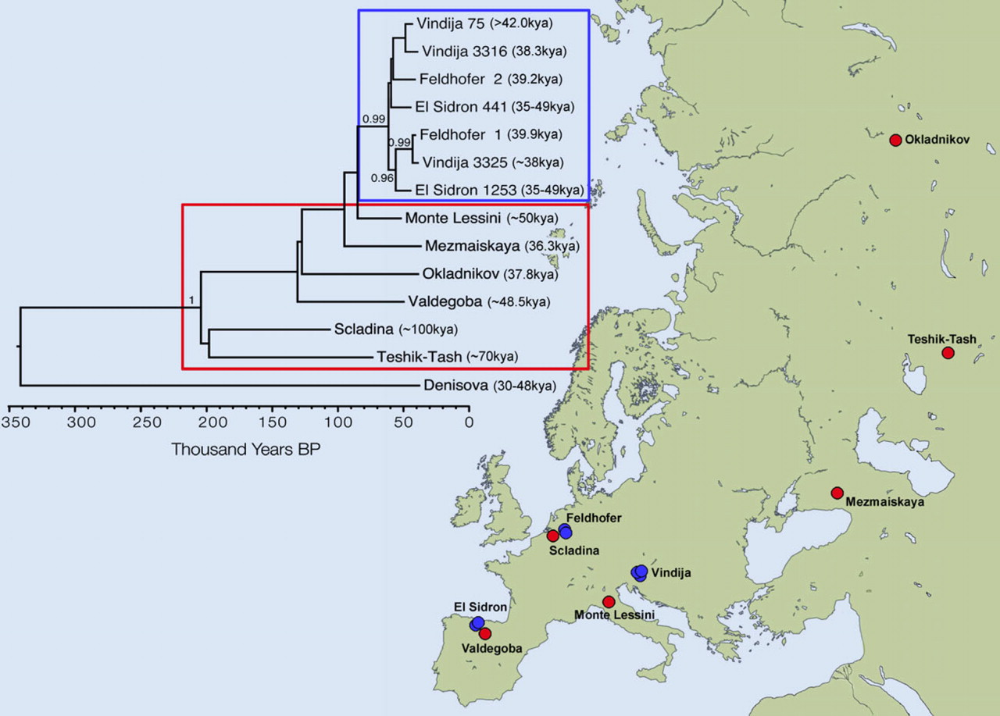 Vindija 75 (>42.0kya)
Vindija 3316 (38.3kya)
Feldhofer 2 (39.2kya)
El Sidron 441 (35-49kya)
0.99
Feldhofer 1 (39.9kya)
0.99
Vindija 3325 (~38kya)
0.96
El Sidron 1253 (35-49kya)
Monte Lessini (~50kya)
Mezmaiskaya (36.3kya)
Okladnikov (37.8kya)
Valdegoba (~48.5kya)
1
Scladina (~100kya)
Teshik-Tash (~70kya)
Denisova (30-48kya)
350 300 250 200 150 100 50 0
Thousand Years BP
Okladnikov
Teshik-Tash
Mezmaiskaya
Feldhofer
Scladina
Vindija
El Sidron
Monte Lessini
Valdegoba